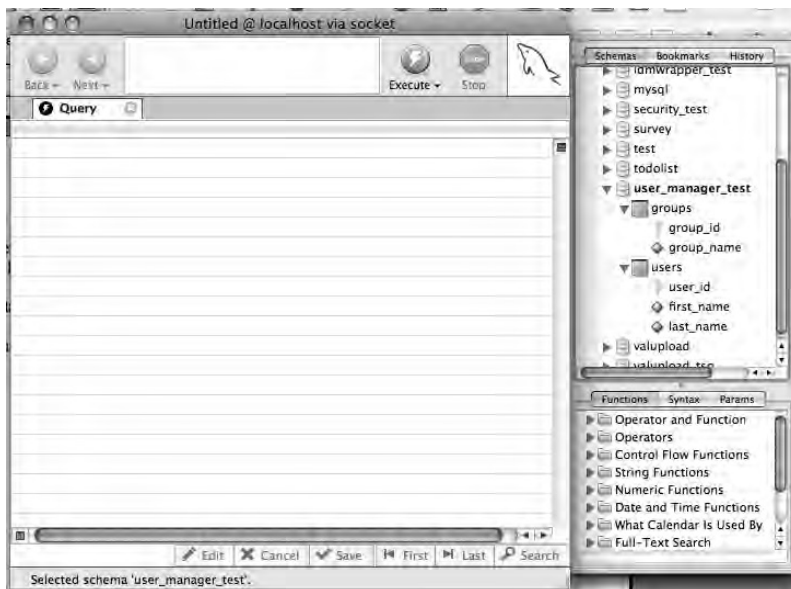 Untitled @ localhost via socket
Back
Next
Execute
Stop
Query
Schemas Bookmarks History
idmwrapper_test
mysql
security_test
survey
test
todolist
user_manager_test
groups
group_id
group_name
users
user_id
first_name
last_name
valupload
valupload_tsg
Functions Syntax Params
Operator and Function
Operators
Control Flow Functions
String Functions
Numeric Functions
Date and Time Functions
What Calendar Is Used By
Full-Text Search
Edit Cancel Save First Last Search
Selected schema 'user_manager_test'.